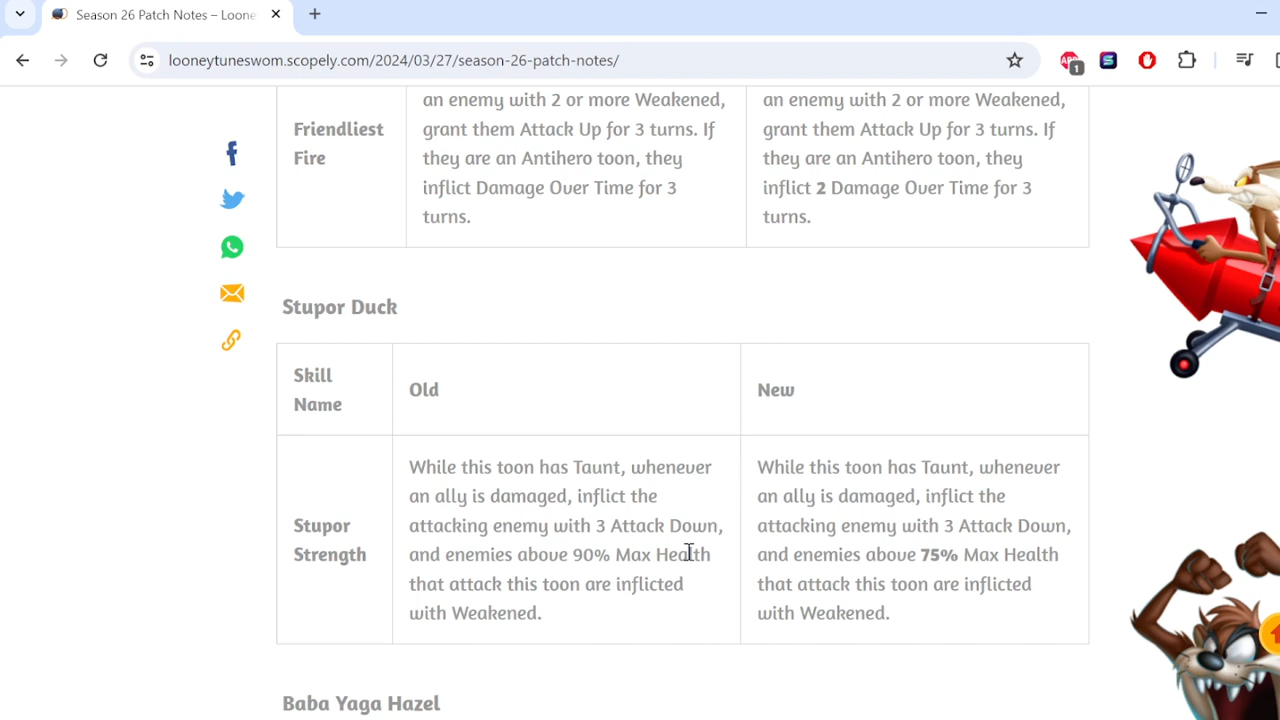 Season 26 Patch Notes – Loone
looneytuneswom.scopely.com/2024/03/27/season-26-patch-notes/
ABP
1
S
Friendliest
Fire
an enemy with 2 or more Weakened,
grant them Attack Up for 3 turns. If
they are an Antihero toon, they
inflict Damage Over Time for 3
turns.
an enemy with 2 or more Weakened,
grant them Attack Up for 3 turns. If
they are an Antihero toon, they
inflict 2 Damage Over Time for 3
turns.
Stupor Duck
Skill
Name
Old
New
Stupor
Strength
While this toon has Taunt, whenever
an ally is damaged, inflict the
attacking enemy with 3 Attack Down,
and enemies above 90% Max Health
that attack this toon are inflicted
with Weakened.
While this toon has Taunt, whenever
an ally is damaged, inflict the
attacking enemy with 3 Attack Down,
and enemies above 75% Max Health
that attack this toon are inflicted
with Weakened.
Baba Yaga Hazel